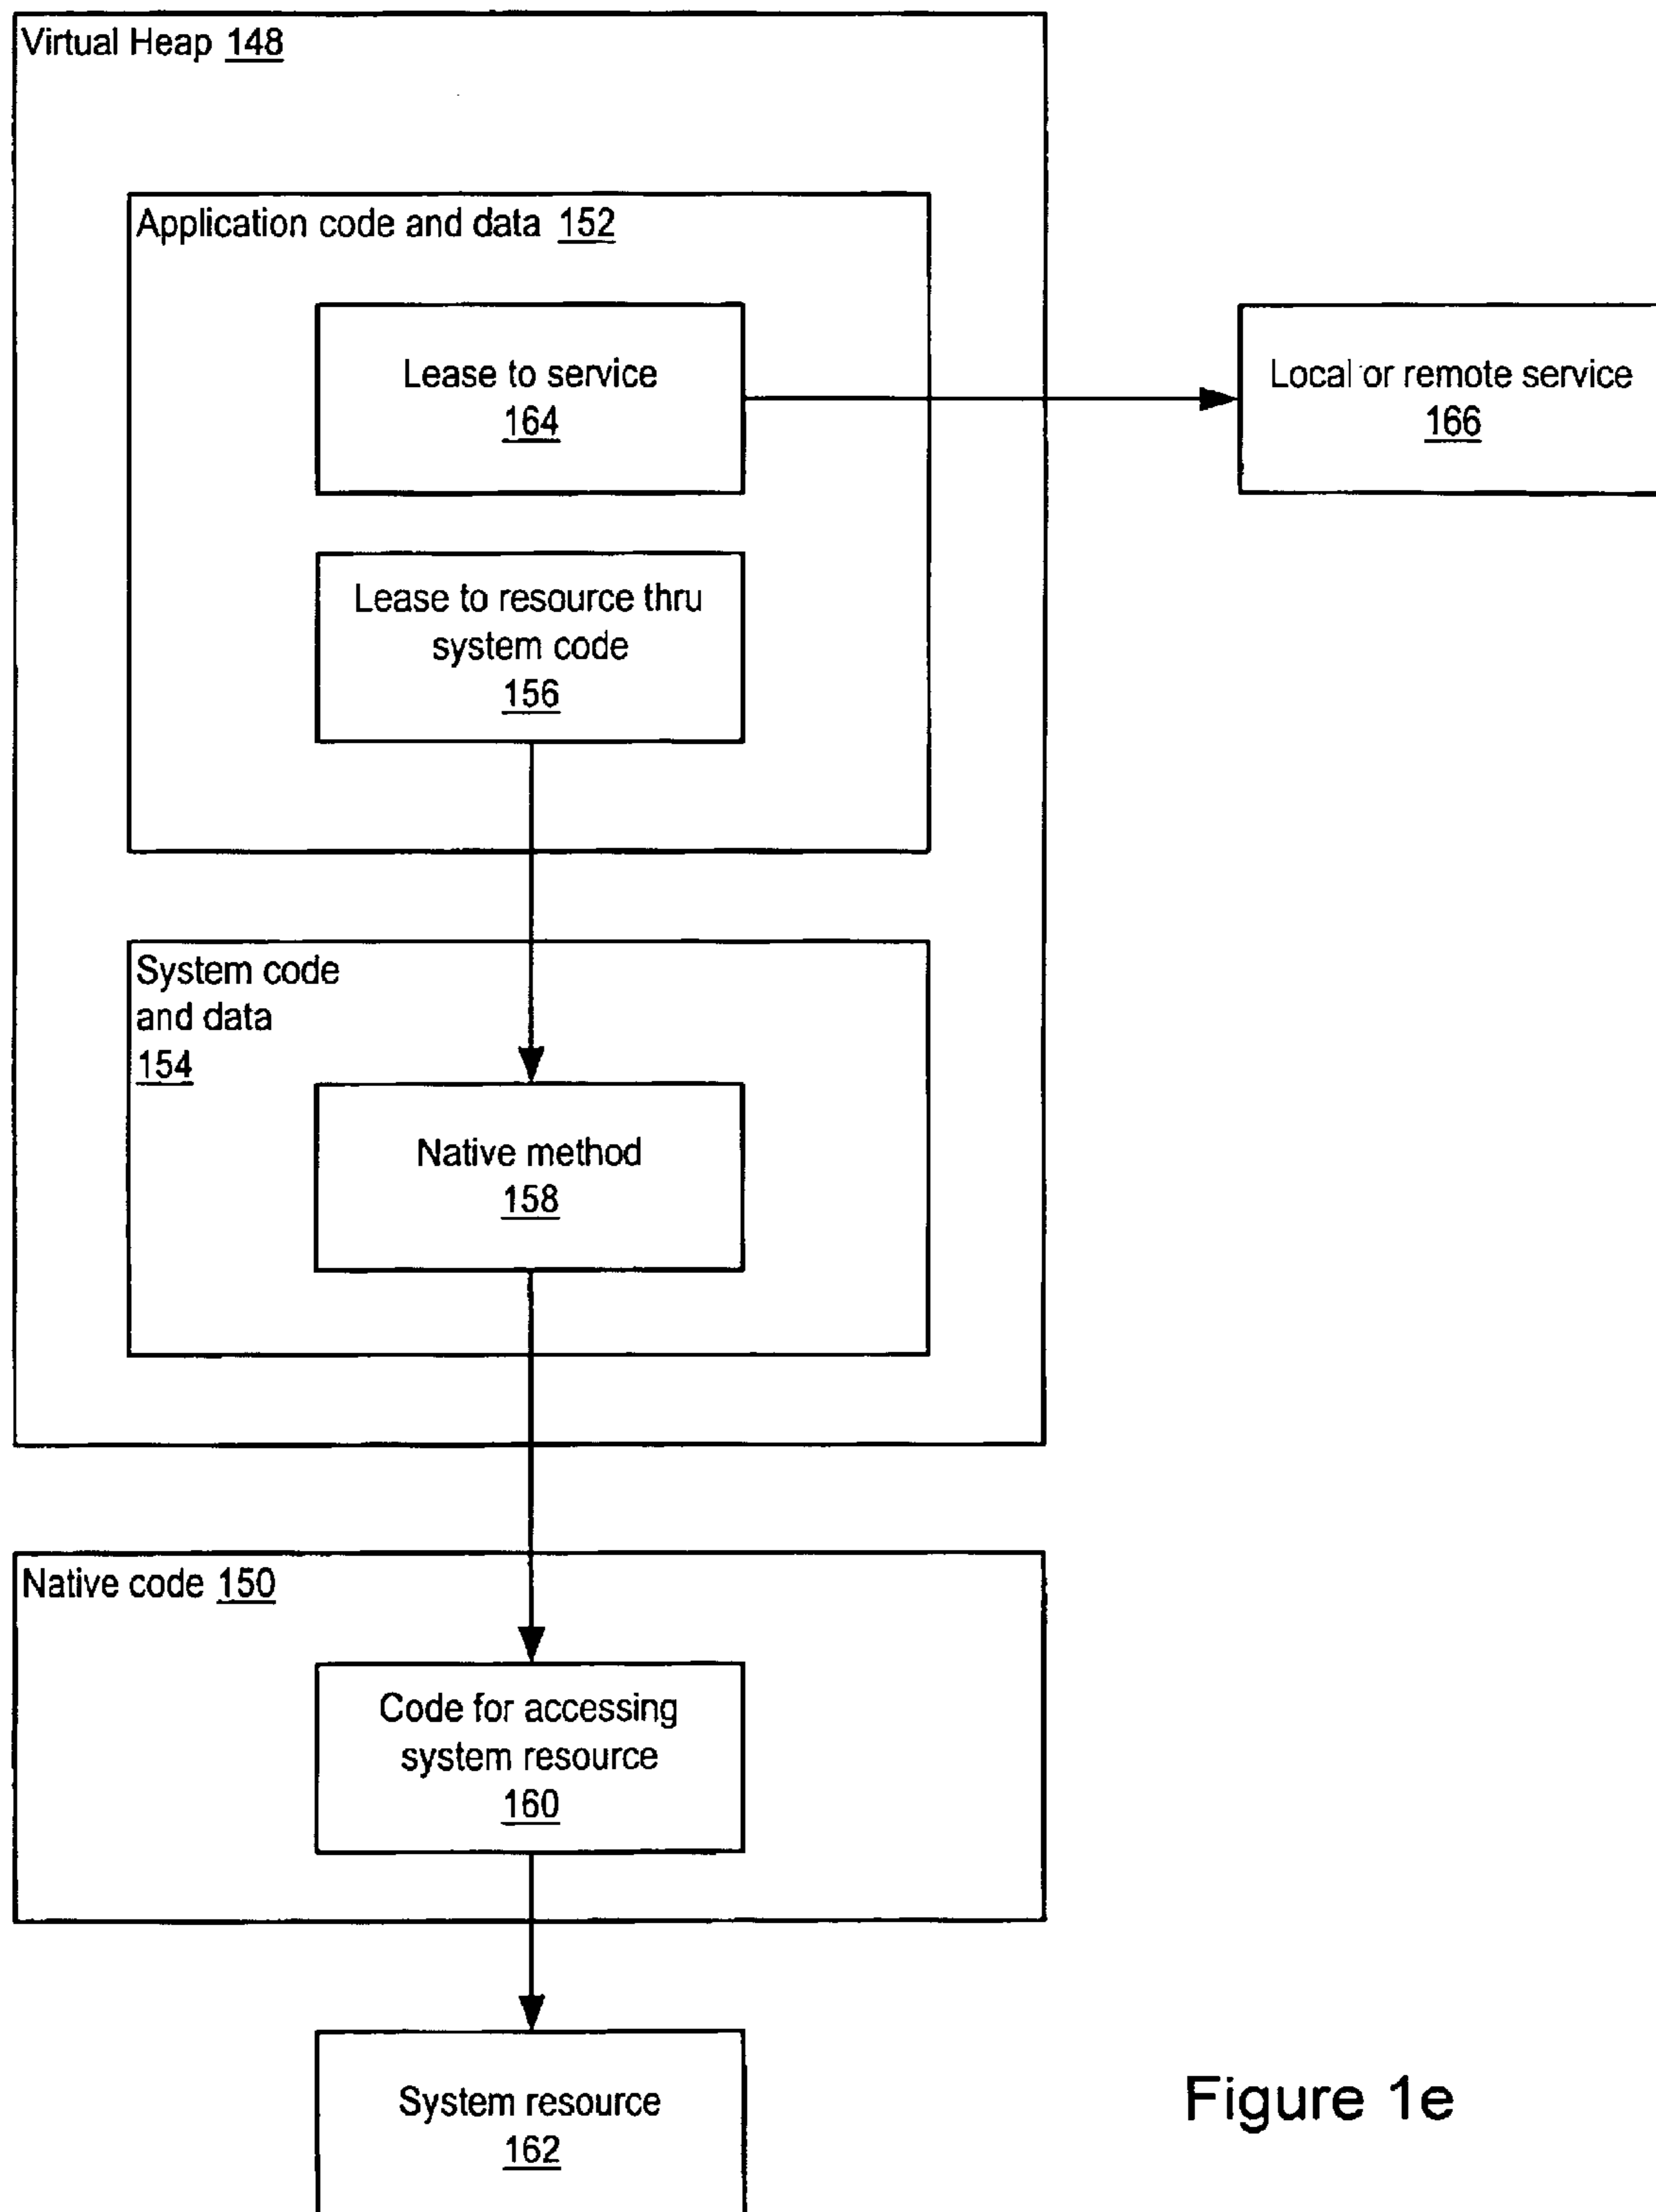 Virtual Heap 148
Application code and data 152
Lease to service
164
Local or remote service
166
Lease to resource thru
system code
156
System code
and data
154
Native method
158
Native code 150
Code for accessing
system resource
160
System resource
162
Figure 1e